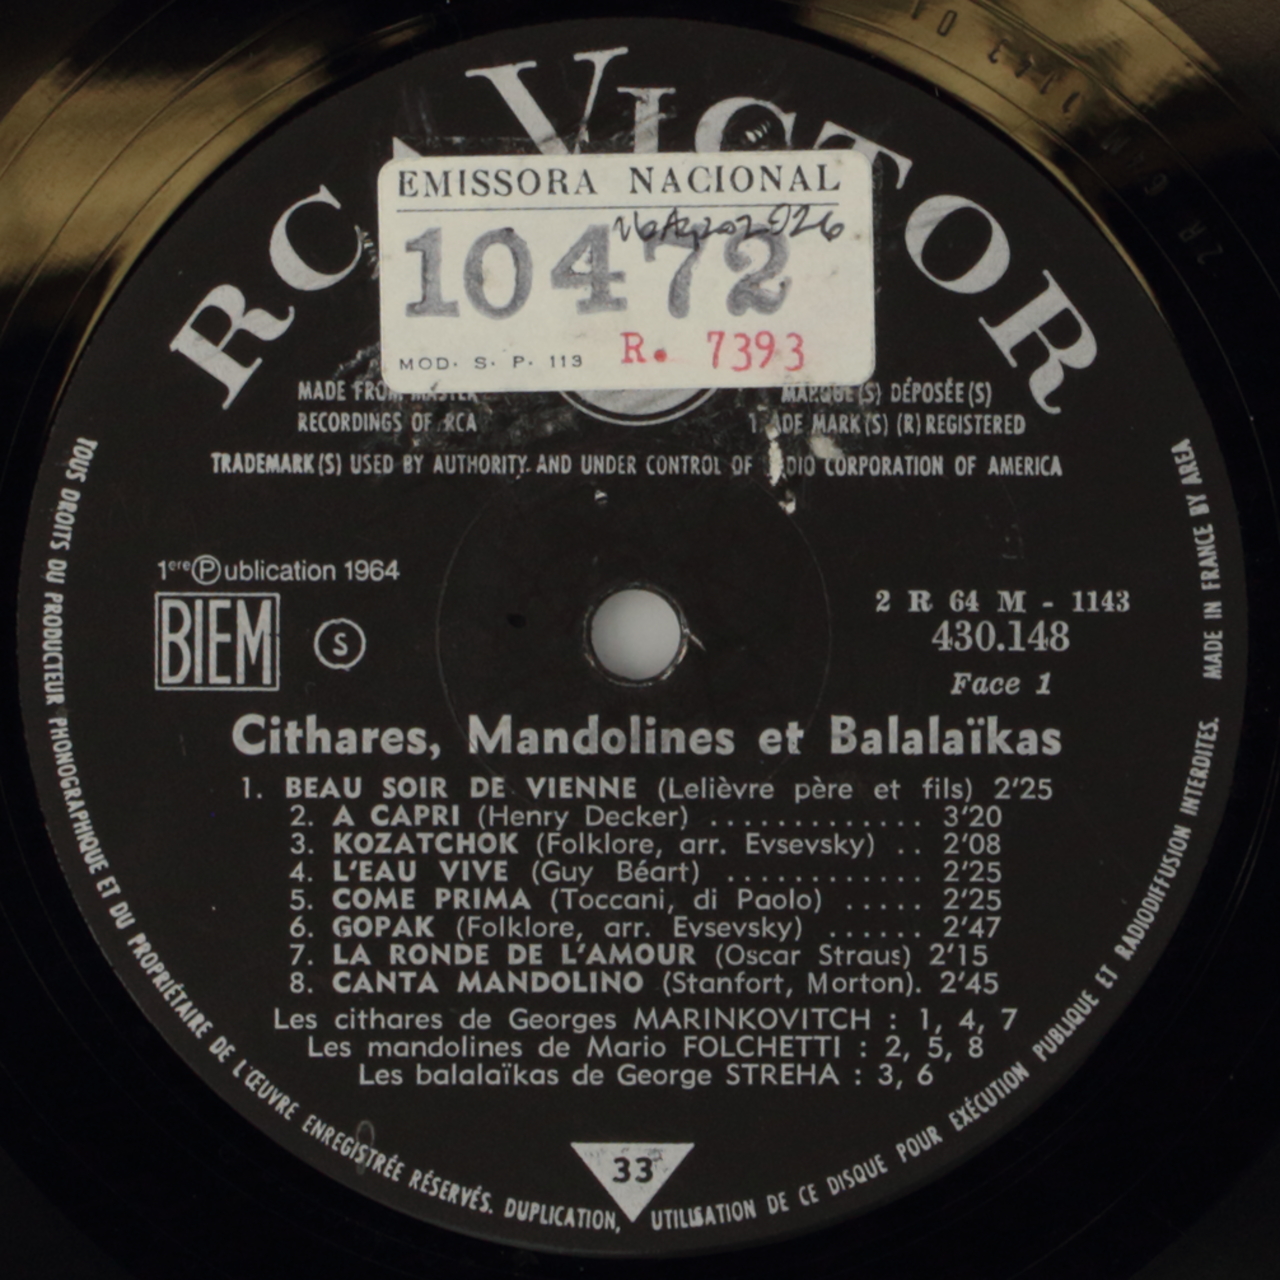 RCA VICTOR
EMISSORA NACIONAL
10472
MOD. S. P. 113 R. 7393
MADE FROM MASTER
RECORDINGS OF RCA
MARQUE(S) DÉPOSÉE(S)
TRADE MARK(S) (R) REGISTERED
TRADEMARK(S) USED BY AUTHORITY AND UNDER CONTROL OF RADIO CORPORATION OF AMERICA
1ere Publication 1964
BIEM S
2 R 64 M - 1143
430.148
Face 1
Cithares, Mandolines et Balalaïkas
1. BEAU SOIR DE VIENNE (Lelièvre père et fils) 2'25
2. A CAPRI (Henry Decker) ............. 3'20
3. KOZATCHOK (Folklore, arr. Evsevsky) .. 2'08
4. L'EAU VIVE (Guy Béart) ............ 2'25
5. COME PRIMA (Toccani, di Paolo) ..... 2'25
6. GOPAK (Folklore, arr. Evsevsky) ...... 2'47
7. LA RONDE DE L'AMOUR (Oscar Straus) 2'15
8. CANTA MANDOLINO (Stanfort, Morton). 2'45
Les cithares de Georges MARINKOVITCH : 1, 4, 7
Les mandolines de Mario FOLCHETTI : 2, 5, 8
Les balalaïkas de George STREHA : 3, 6
33
TOUS DROITS DU PRODUCTEUR PHONOGRAPHIQUE ET DU PROPRIÉTAIRE DE L'ŒUVRE ENREGISTRÉE RÉSERVÉS. DUPLICATION, UTILISATION DE CE DISQUE POUR EXÉCUTION PUBLIQUE ET RADIODIFFUSION INTERDITES. MADE IN FRANCE BY AREA